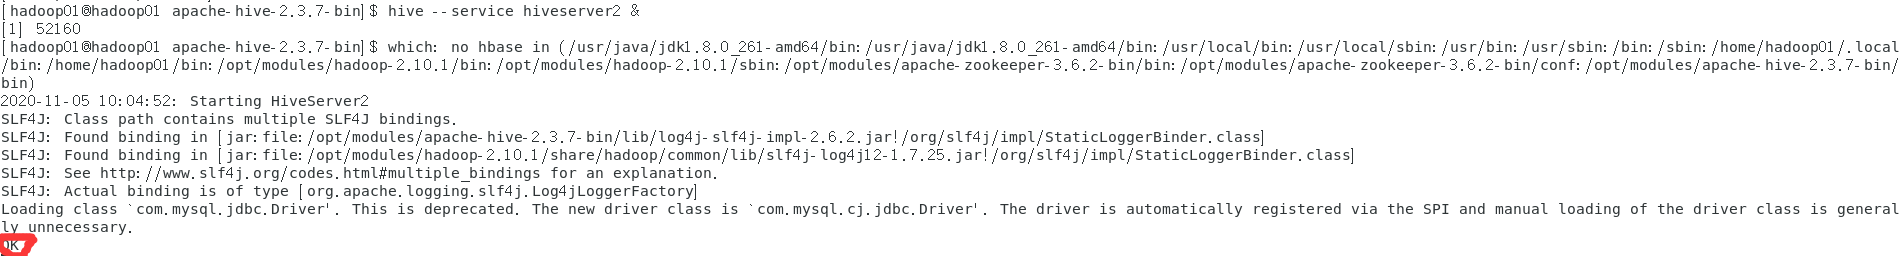 [hadoop01@hadoop01 apache-hive-2.3.7-bin]$ hive --service hiveserver2 &
[1] 52160
[hadoop01@hadoop01 apache-hive-2.3.7-bin]$ which: no hbase in (/usr/java/jdk1.8.0_261-amd64/bin:/usr/java/jdk1.8.0_261-amd64/bin:/usr/local/bin:/usr/local/sbin:/usr/bin:/usr/sbin:/bin:/sbin:/home/hadoop01/.local
/bin:/home/hadoop01/bin:/opt/modules/hadoop-2.10.1/bin:/opt/modules/hadoop-2.10.1/sbin:/opt/modules/apache-zookeeper-3.6.2-bin/bin:/opt/modules/apache-zookeeper-3.6.2-bin/conf:/opt/modules/apache-hive-2.3.7-bin/
bin)
2020-11-05 10:04:52: Starting HiveServer2
SLF4J: Class path contains multiple SLF4J bindings.
SLF4J: Found binding in [jar:file:/opt/modules/apache-hive-2.3.7-bin/lib/log4j-slf4j-impl-2.6.2.jar!/org/slf4j/impl/StaticLoggerBinder.class]
SLF4J: Found binding in [jar:file:/opt/modules/hadoop-2.10.1/share/hadoop/common/lib/slf4j-log4j12-1.7.25.jar!/org/slf4j/impl/StaticLoggerBinder.class]
SLF4J: See http://www.slf4j.org/codes.html#multiple_bindings for an explanation.
SLF4J: Actual binding is of type [org.apache.logging.slf4j.Log4jLoggerFactory]
Loading class `com.mysql.jdbc.Driver'. This is deprecated. The new driver class is `com.mysql.cj.jdbc.Driver'. The driver is automatically registered via the SPI and manual loading of the driver class is general
ly unnecessary.
OK